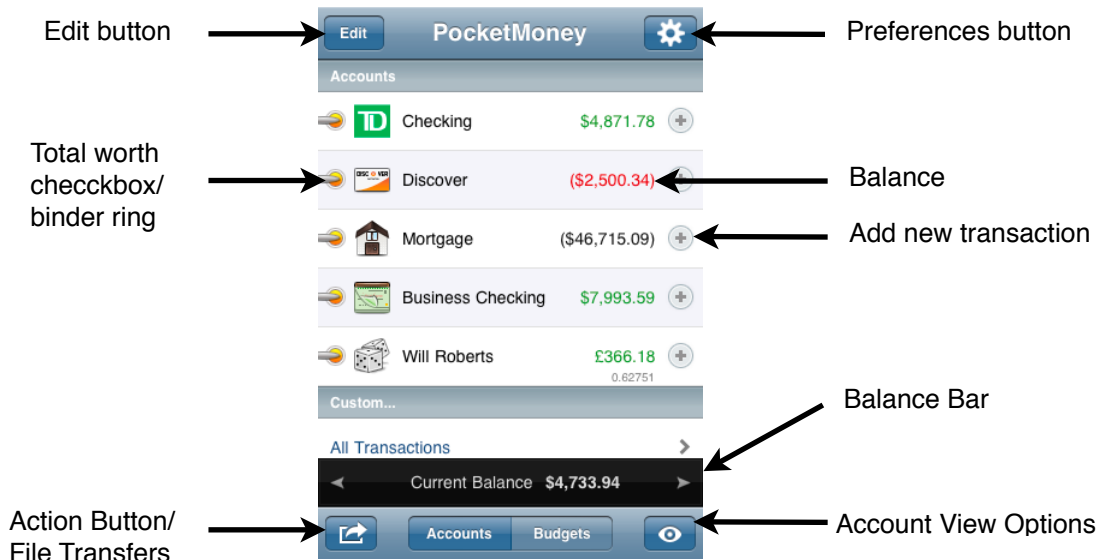 Edit button
Edit
PocketMoney
Preferences button
Accounts
TD
Checking
$4,871.78
Total worth
checckbox/
binder ring
DISC VER
Discover
($2,500.34)
Balance
Mortgage
($46,715.09)
Add new transaction
Business Checking
$7,993.59
Will Roberts
£366.18
0.62751
Custom...
Balance Bar
All Transactions
Current Balance $4,733.94
Action Button/
File Transfers
Accounts
Budgets
Account View Options